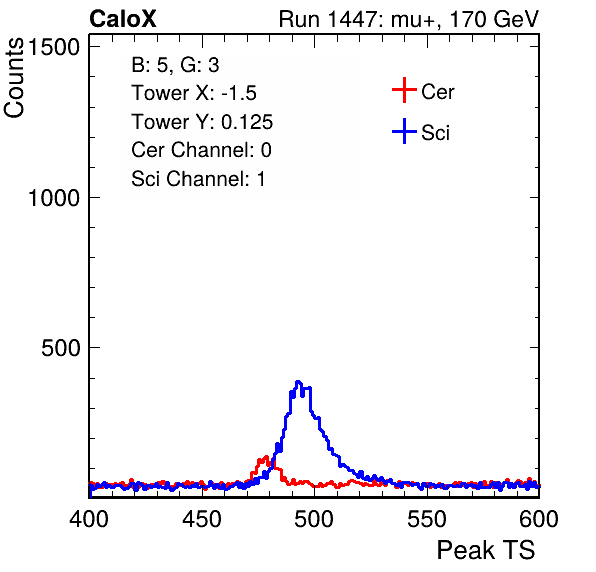 CaloX Run 1447: mu+, 170 GeV
Counts
1500
1000
500
B: 5, G: 3
Tower X: -1.5
Tower Y: 0.125
Cer Channel: 0
Sci Channel: 1
Cer
Sci
400 450 500 550 600
Peak TS